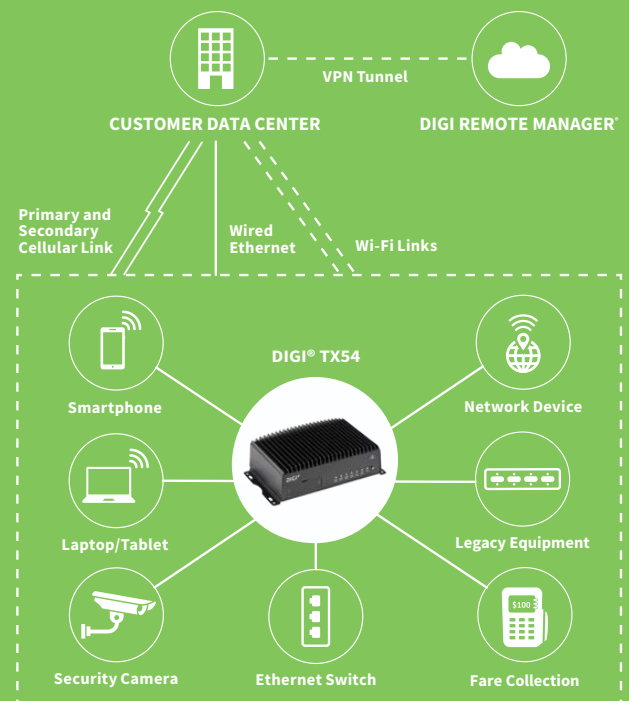 VPN Tunnel
CUSTOMER DATA CENTER
DIGI REMOTE MANAGER®
Primary and
Secondary
Cellular Link
Wired
Ethernet
Wi-Fi Links
DIGI® TX54
Smartphone
Network Device
DIGI
Laptop/Tablet
Legacy Equipment
$100
Security Camera
Ethernet Switch
Fare Collection